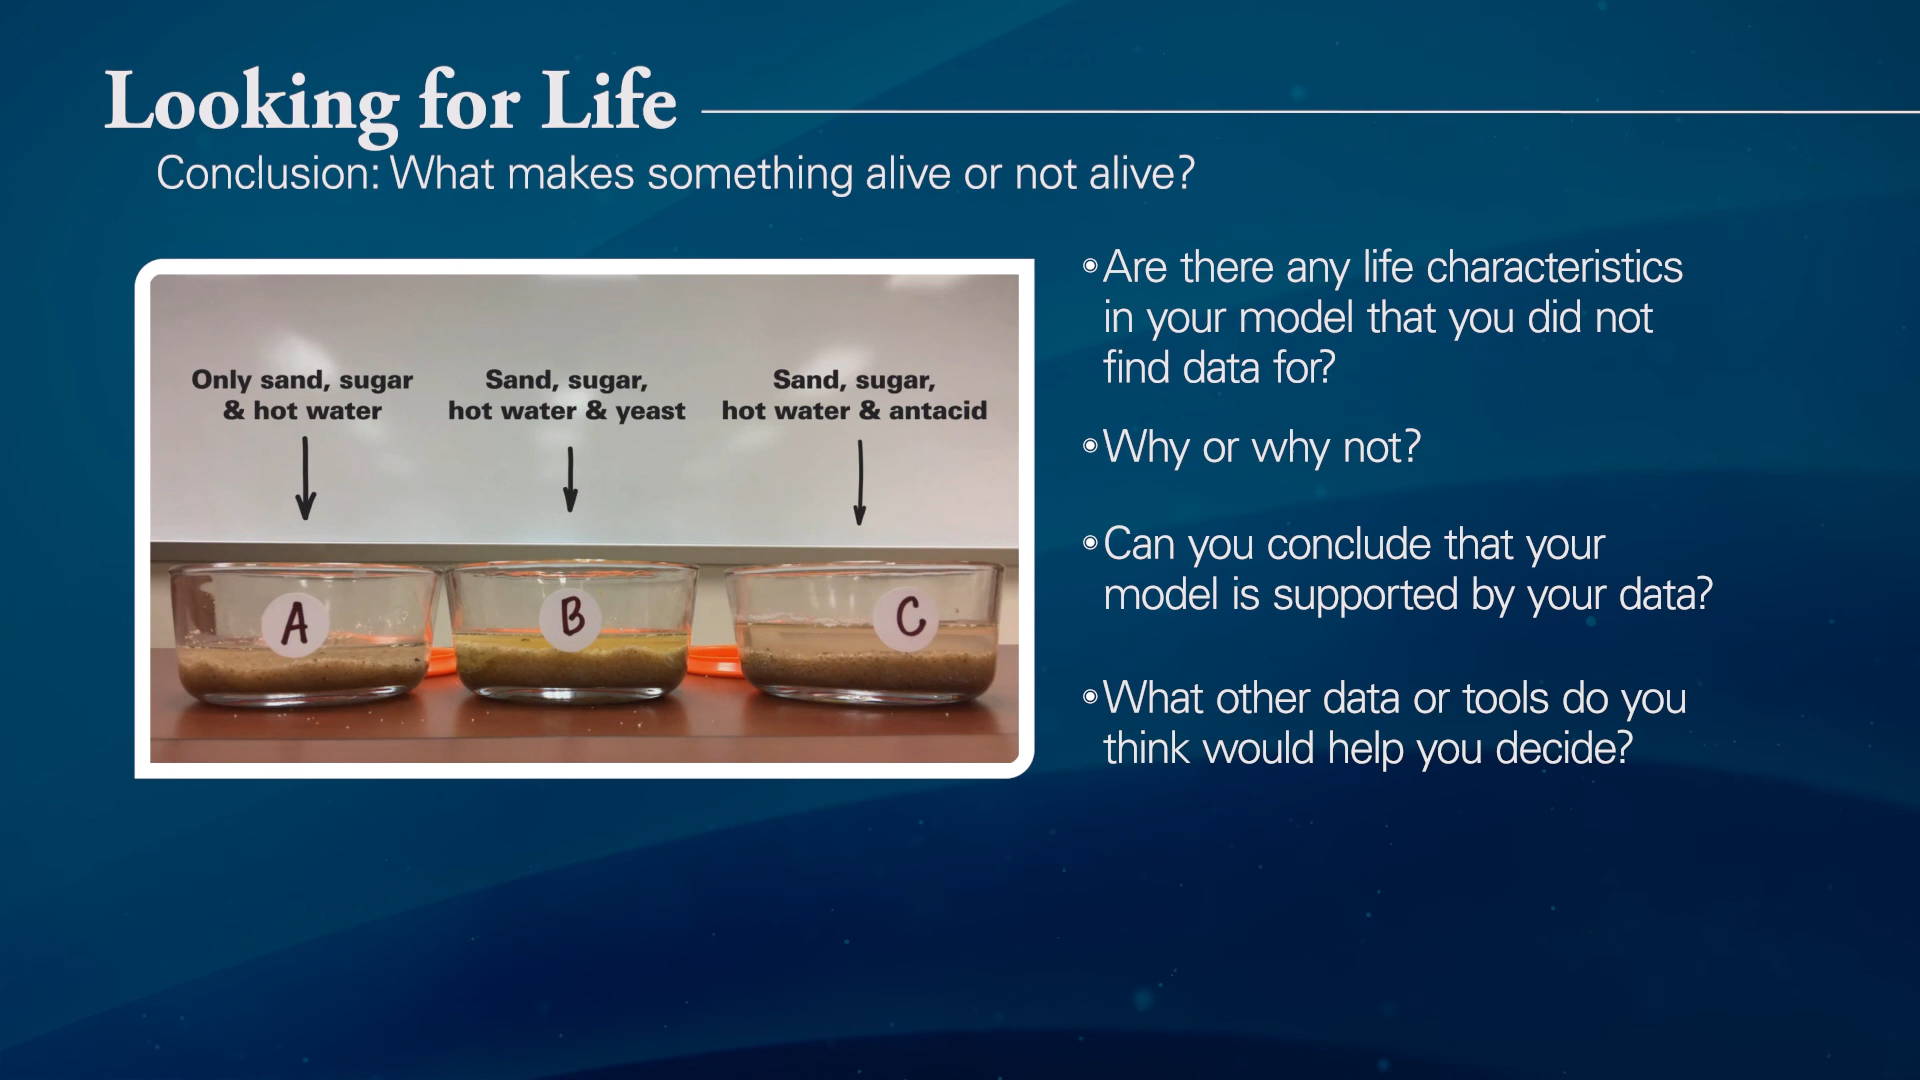 Looking for Life
Conclusion: What makes something alive or not alive?
Only sand, sugar
& hot water
Sand, sugar,
hot water & yeast
Sand, sugar,
hot water & antacid
A
B
C
•Are there any life characteristics
in your model that you did not
find data for?
•Why or why not?
•Can you conclude that your
model is supported by your data?
•What other data or tools do you
think would help you decide?